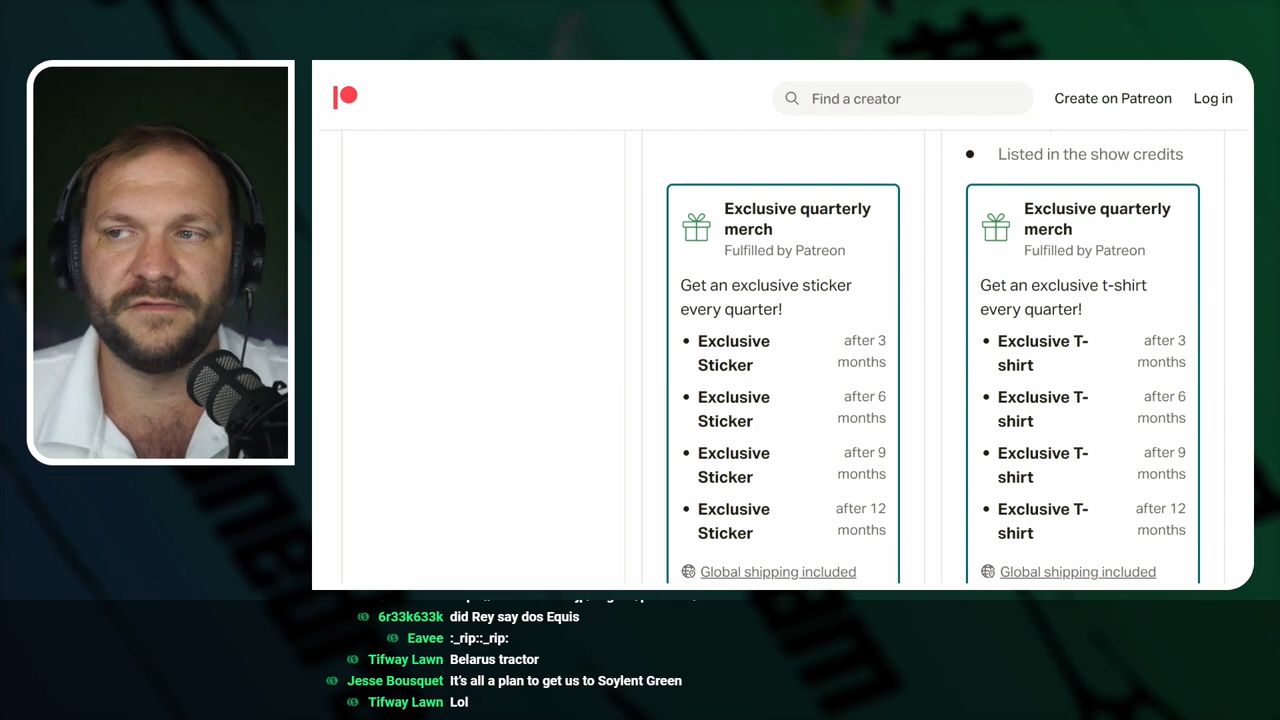 Find a creator
Create on Patreon
Log in
Listed in the show credits
Exclusive quarterly
merch
Fulfilled by Patreon
Get an exclusive sticker
every quarter!
Exclusive
Sticker
after 3
months
Exclusive
Sticker
after 6
months
Exclusive
Sticker
after 9
months
Exclusive
Sticker
after 12
months
Global shipping included
Exclusive quarterly
merch
Fulfilled by Patreon
Get an exclusive t-shirt
every quarter!
Exclusive T-
shirt
after 3
months
Exclusive T-
shirt
after 6
months
Exclusive T-
shirt
after 9
months
Exclusive T-
shirt
after 12
months
Global shipping included
6r33k633k did Rey say dos Equis
Eavee :_rip::_rip:
Tifway Lawn Belarus tractor
Jesse Bousquet It's all a plan to get us to Soylent Green
Tifway Lawn Lol